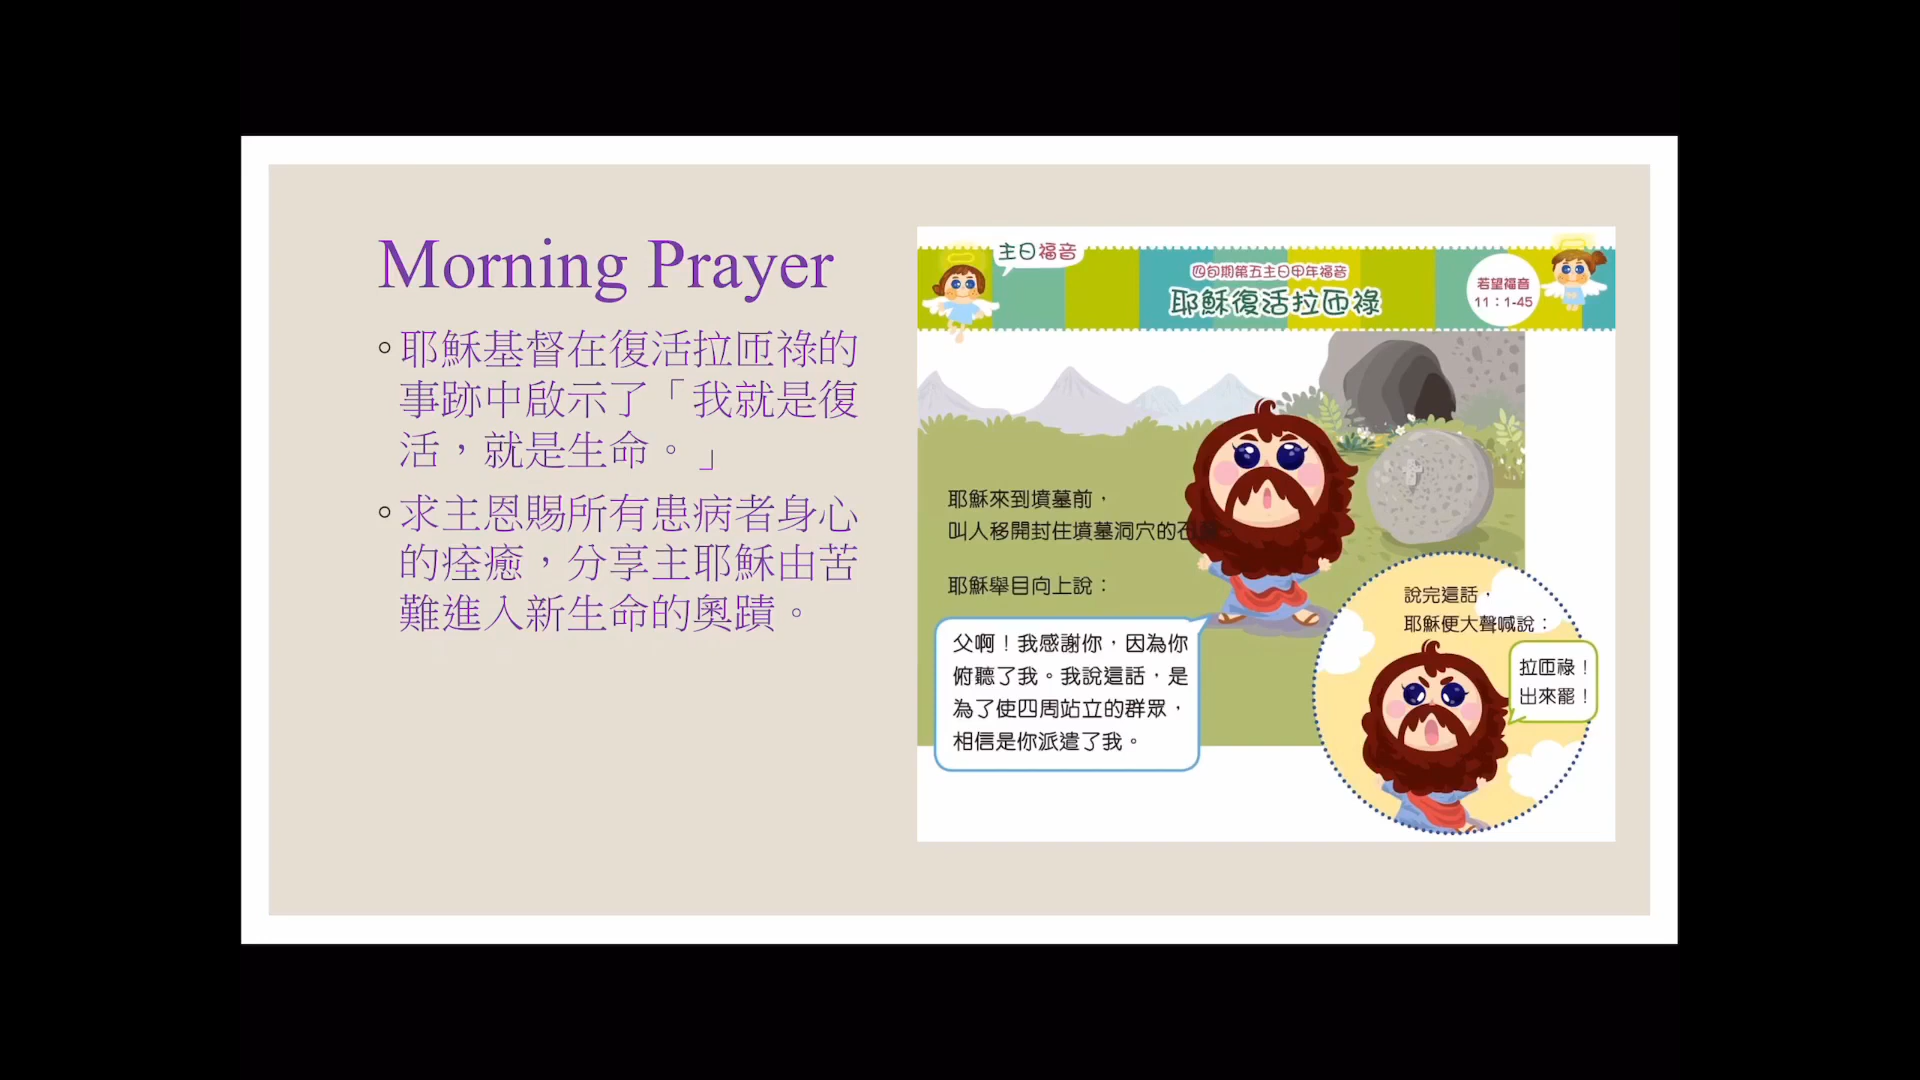 Morning Prayer
耶穌基督在復活拉匝祿的
事跡中啟示了「我就是復
活，就是生命。」
求主恩賜所有患病者身心
的痊癒，分享主耶穌由苦
難進入新生命的奧蹟。
主日福音
四旬期第五主日甲年福音
耶穌復活拉匝祿
若望福音
11：1-45
耶穌來到墳墓前，
叫人移開封住墳墓洞穴的石
耶穌舉目向上說：
父啊！我感謝你，因為你
俯聽了我。我說這話，是
為了使四周站立的群眾，
相信是你派遣了我。
說完這話，
耶穌便大聲喊說：
拉匝祿！
出來罷！